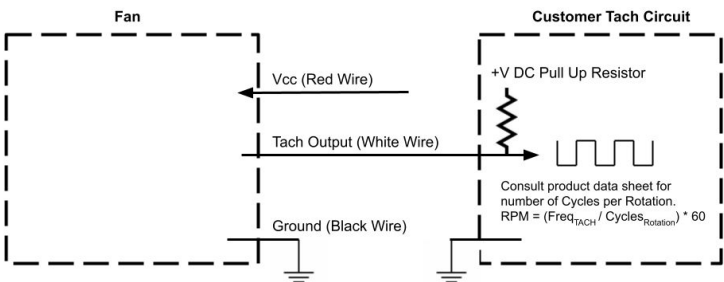 Fan
Customer Tach Circuit
Vcc (Red Wire)
+V DC Pull Up Resistor
Tach Output (White Wire)
Consult product data sheet for
number of Cycles per Rotation.
RPM = (FreqTACH / CyclesRotation) * 60
Ground (Black Wire)